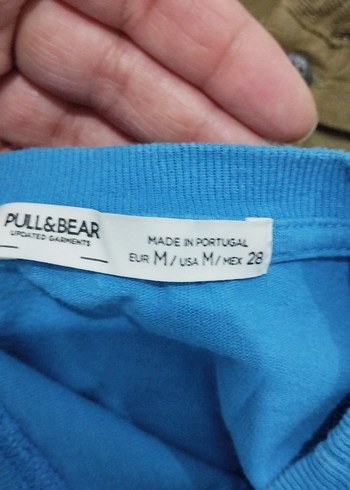 PULL&BEAR
UPDATED GARMENTS
MADE IN PORTUGAL
EUR M / USA M / MEX 28